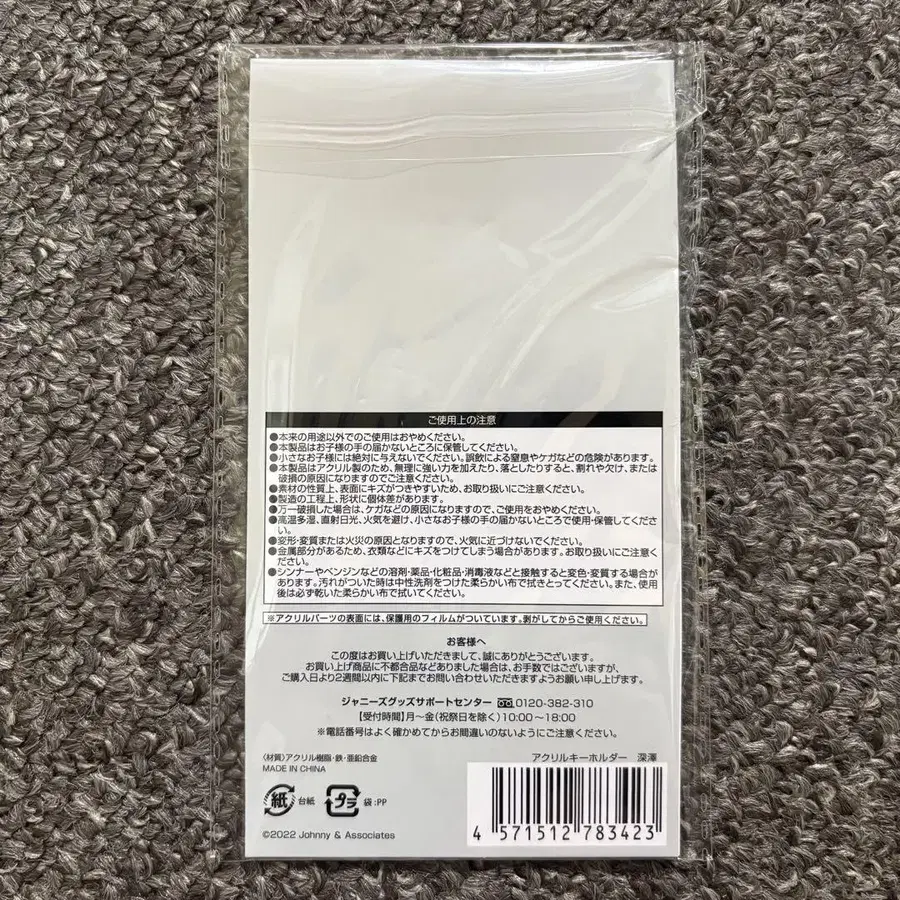 ご使用上の注意
●本来の用途以外でのご使用はおやめください。
●本製品はお子様の手の届かないところに保管してください。
●小さなお子様には絶対に与えないでください。誤飲による窒息やケガなどの危険があります。
●本製品はアクリル製のため、無理に強い力を加えたり、落としたりすると、割れや欠け、または
破損の原因になりますのでご注意ください。
●素材の性質上、表面にキズがつきやすいため、お取り扱いにご注意ください。
●製造の工程上、形状に個体差があります。
●万一破損した場合は、ケガなどの原因になりますので、ご使用をおやめください。
●高温多湿、直射日光、火気を避け、小さなお子様の手の届かないところで使用・保管してくださ
い。
●変形・変質または火災の原因となりますので、火気に近づけないでください。
●金属部分があるため、衣類などにキズをつけてしまう場合があります。お取り扱いにご注意く
ださい。
●シンナーやベンジンなどの溶剤・薬品・化粧品・消毒液などと接触すると変色・変質する場合が
あります。汚れがついた時は中性洗剤をつけた柔らかい布で拭きとってください。また、使用
後は必ず乾いた柔らかい布で拭いてください。
※アクリルパーツの表面には、保護用のフィルムがついています。剥がしてからご使用ください。
お客様へ
この度はお買い上げいただきまして、誠にありがとうございます。
お買い上げ商品に不都合品などありました場合は、お手数ではございますが、
ご購入日より2週間以内に下記までお問い合わせいただきますようお願い申し上げます。
ジャニーズグッズサポートセンター 0120-382-310
【受付時間】月～金(祝祭日を除く)10:00～18:00
※電話番号はよく確かめてからお間違いのないようにご注意ください。
〈材質〉アクリル樹脂・鉄・亜鉛合金
MADE IN CHINA
アクリルキーホルダー 深澤
紙 台紙 プラ 袋:PP
4 571512 783423
©2022 Johnny & Associates